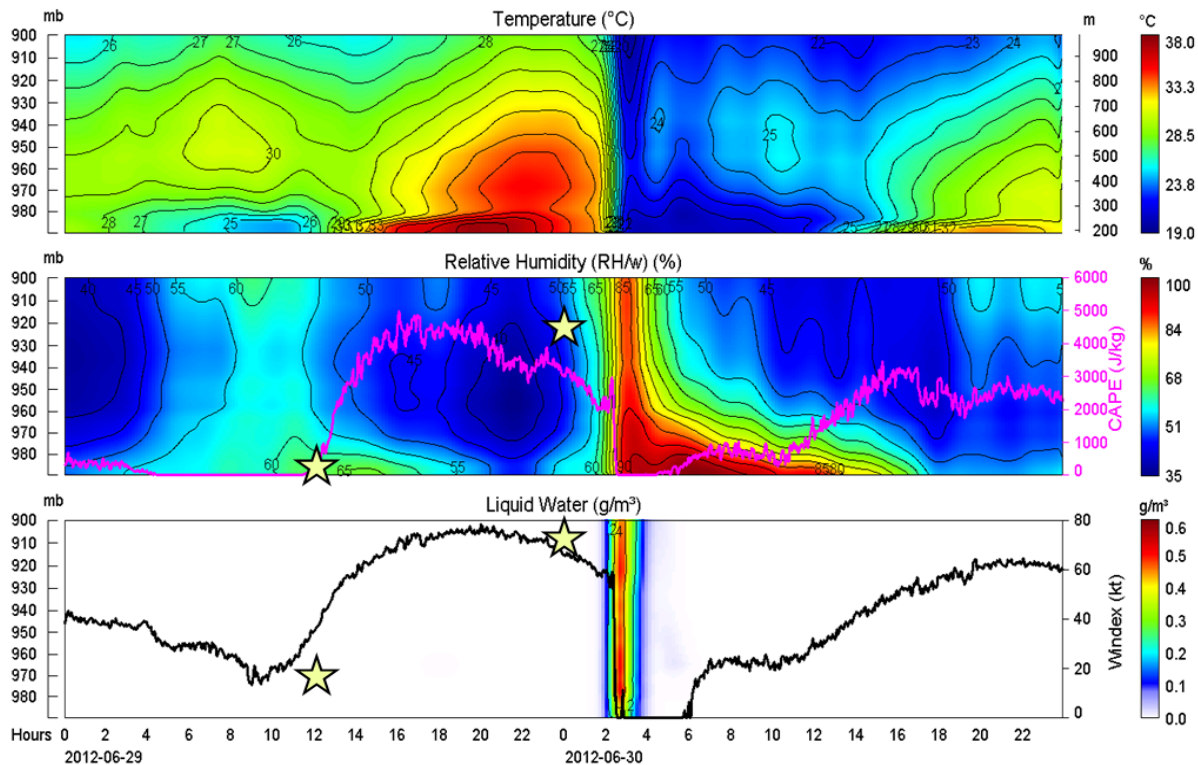 mb Temperature (°C) m °C
900 26 27 27 26 28 22 23 24 38.0
910 900
920 800 33.3
930 700
940 24 600 28.5
950 25 500
960 30 400 23.8
970 300
980 28 27 25 26 33 25 200 19.0
mb Relative Humidity (RH/w) (%) %
900 40 45 50 55 60 50 45 50 55 65 85 65 60 55 50 45 50 6000 100
910 5000
920 84
930 4000
940 45 3000 68
950
960 2000 51
970 1000
980 60 65 55 60 90 85 80 0 35
CAPE (J/kg)
mb Liquid Water (g/m³) g/m³
900 80 0.6
910
920 60 0.5
930 0.4
940 40
950 0.3
960 20 0.2
970
980 0.1
0 0.0
Windex (kt)
Hours 0 2 4 6 8 10 12 14 16 18 20 22 0 2 4 6 8 10 12 14 16 18 20 22
2012-06-29 2012-06-30